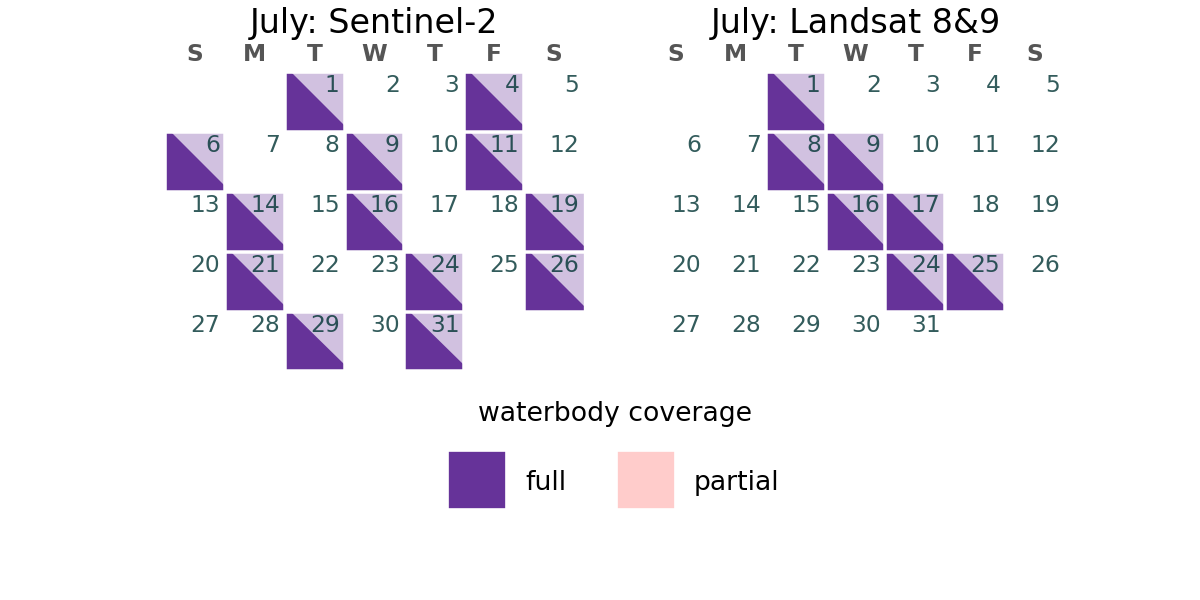 July: Sentinel-2
S M T W T F S
1 2 3 4 5
6 7 8 9 10 11 12
13 14 15 16 17 18 19
20 21 22 23 24 25 26
27 28 29 30 31
July: Landsat 8&9
S M T W T F S
1 2 3 4 5
6 7 8 9 10 11 12
13 14 15 16 17 18 19
20 21 22 23 24 25 26
27 28 29 30 31
waterbody coverage
full partial